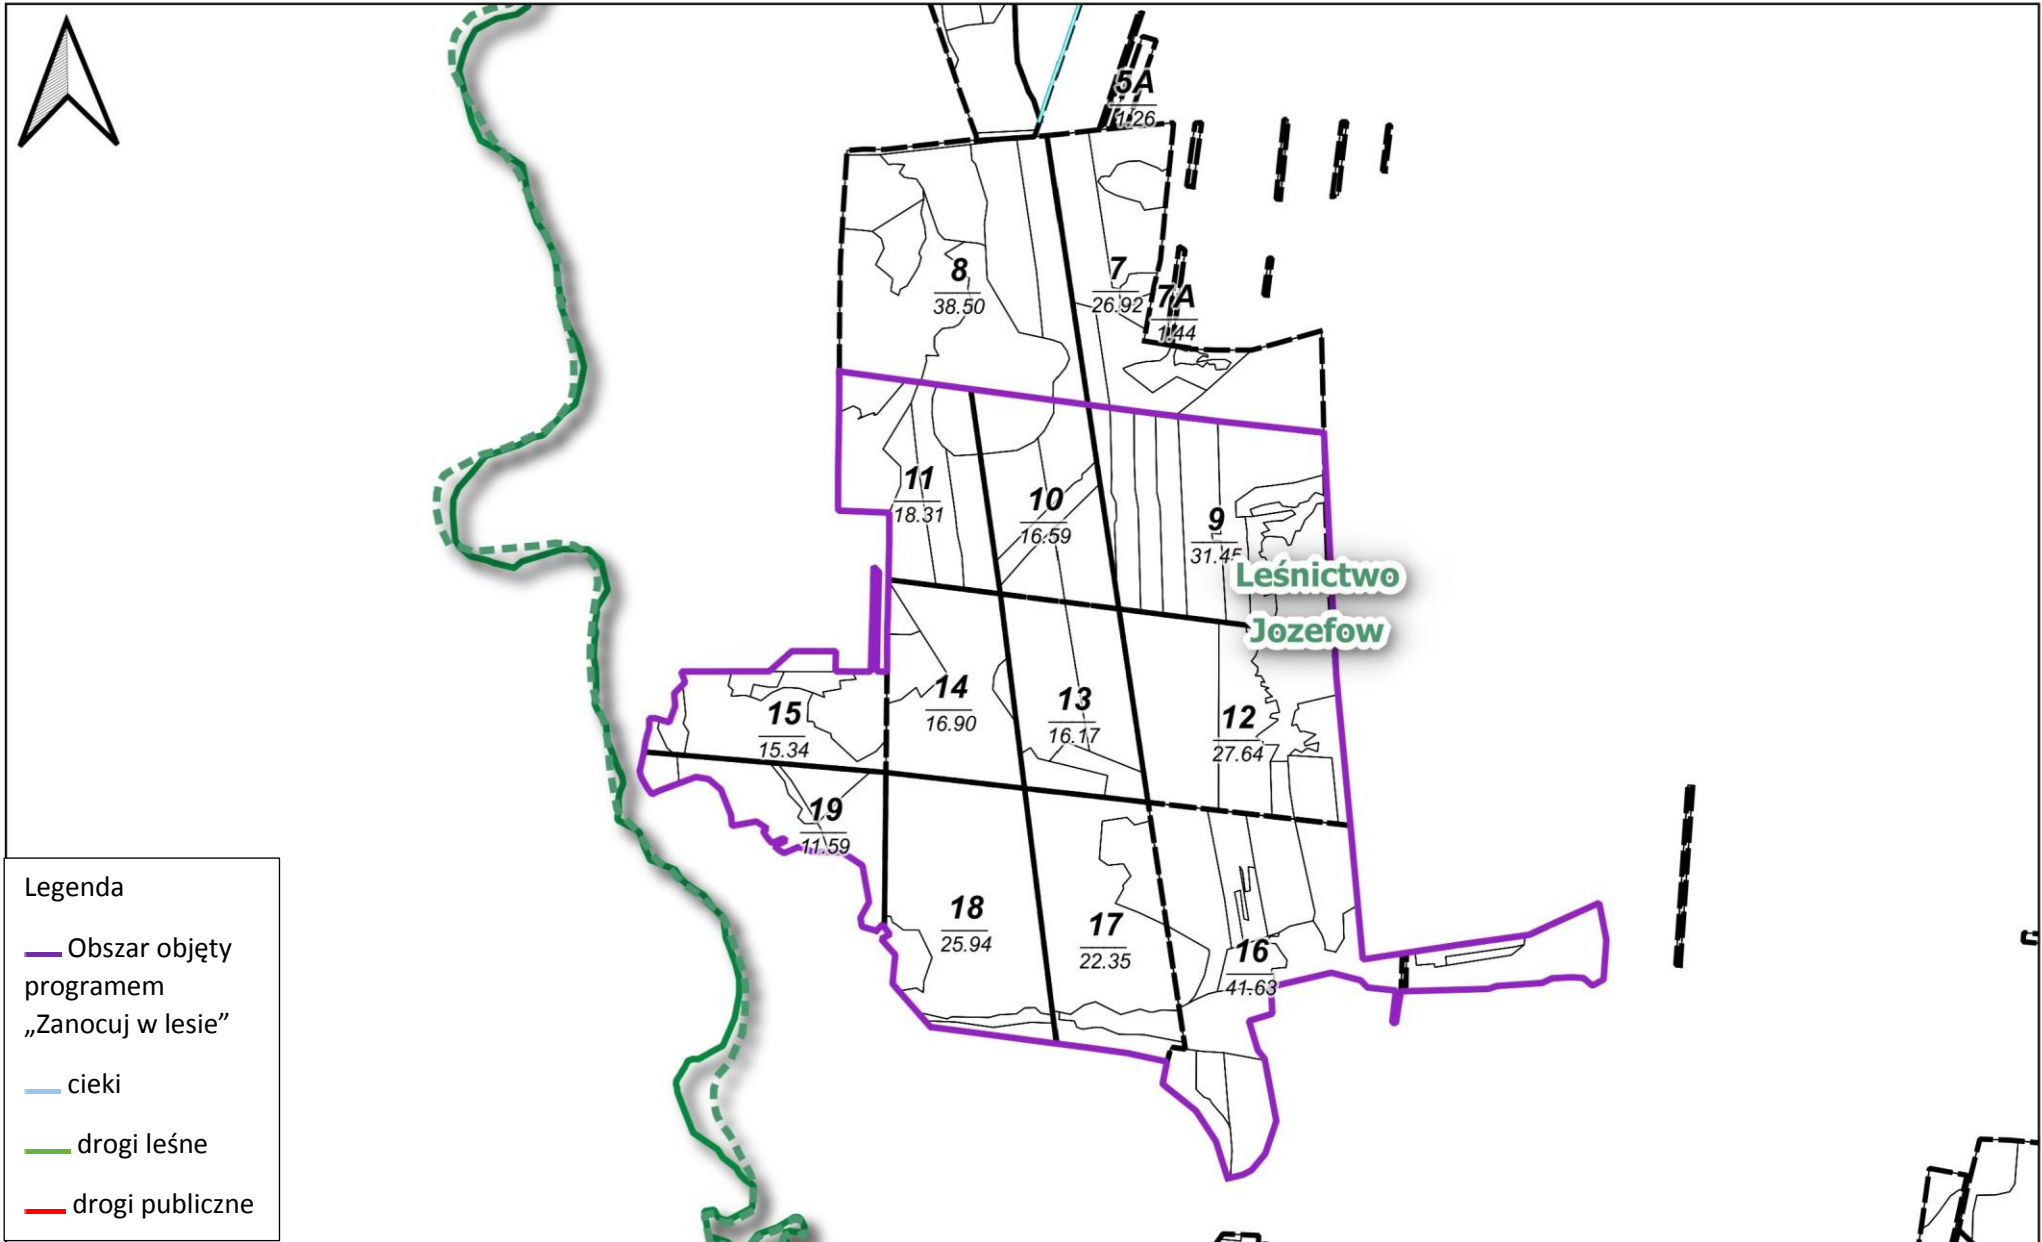 5A
1.26
8
38.50
7
26.92
7A
1.44
11
18.31
10
16.59
9
31.45
Leśnictwo
Jozefow
14
16.90
13
16.17
12
27.64
15
15.34
19
11.59
18
25.94
17
22.35
16
41.63
Legenda
Obszar objęty
programem
„Zanocuj w lesie”
cieki
drogi leśne
drogi publiczne